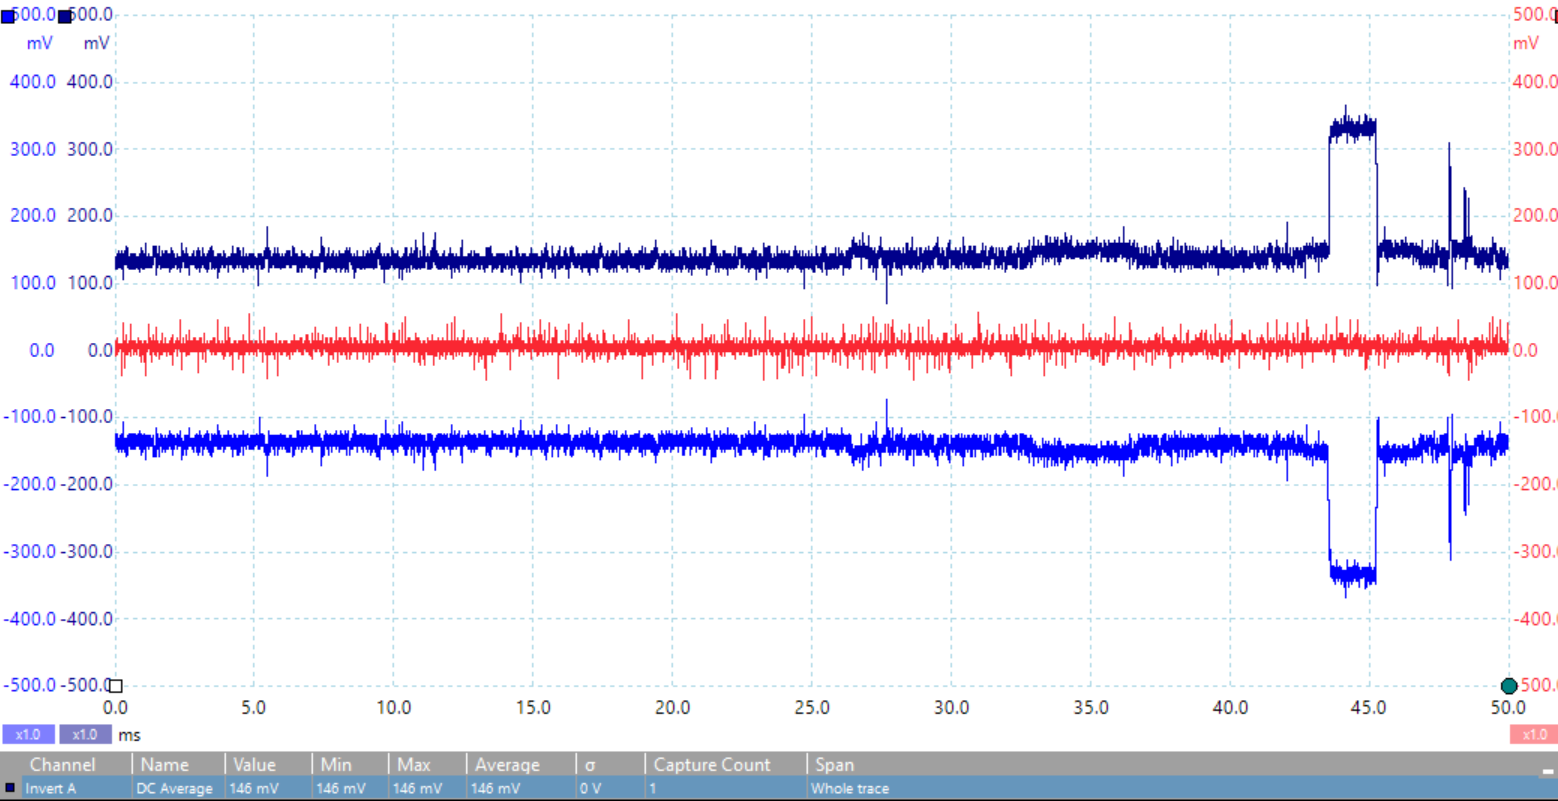 500.0 500.0 500.0
mV mV mV
400.0 400.0 400.0
300.0 300.0 300.0
200.0 200.0 200.0
100.0 100.0 100.0
0.0 0.0 0.0
-100.0 -100.0 -100.0
-200.0 -200.0 -200.0
-300.0 -300.0 -300.0
-400.0 -400.0 -400.0
-500.0 -500.0 500.0
0.0 5.0 10.0 15.0 20.0 25.0 30.0 35.0 40.0 45.0 50.0
x1.0 x1.0 ms x1.0
Channel Name Value Min Max Average σ Capture Count Span
Invert A DC Average 146 mV 146 mV 146 mV 146 mV 0 V 1 Whole trace